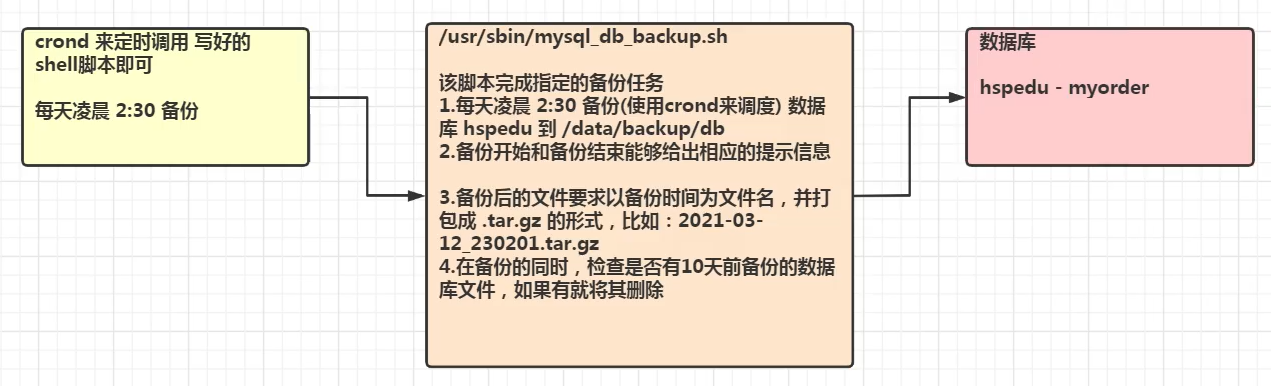 crond 来定时调用 写好的
shell脚本即可
每天凌晨 2:30 备份
/usr/sbin/mysql_db_backup.sh
该脚本完成指定的备份任务
1.每天凌晨 2:30 备份(使用crond来调度) 数据
库 hspedu 到 /data/backup/db
2.备份开始和备份结束能够给出相应的提示信息
3.备份后的文件要求以备份时间为文件名，并打
包成 .tar.gz 的形式，比如：2021-03-
12_230201.tar.gz
4.在备份的同时，检查是否有10天前备份的数据
库文件，如果有就将其删除
数据库
hspedu - myorder